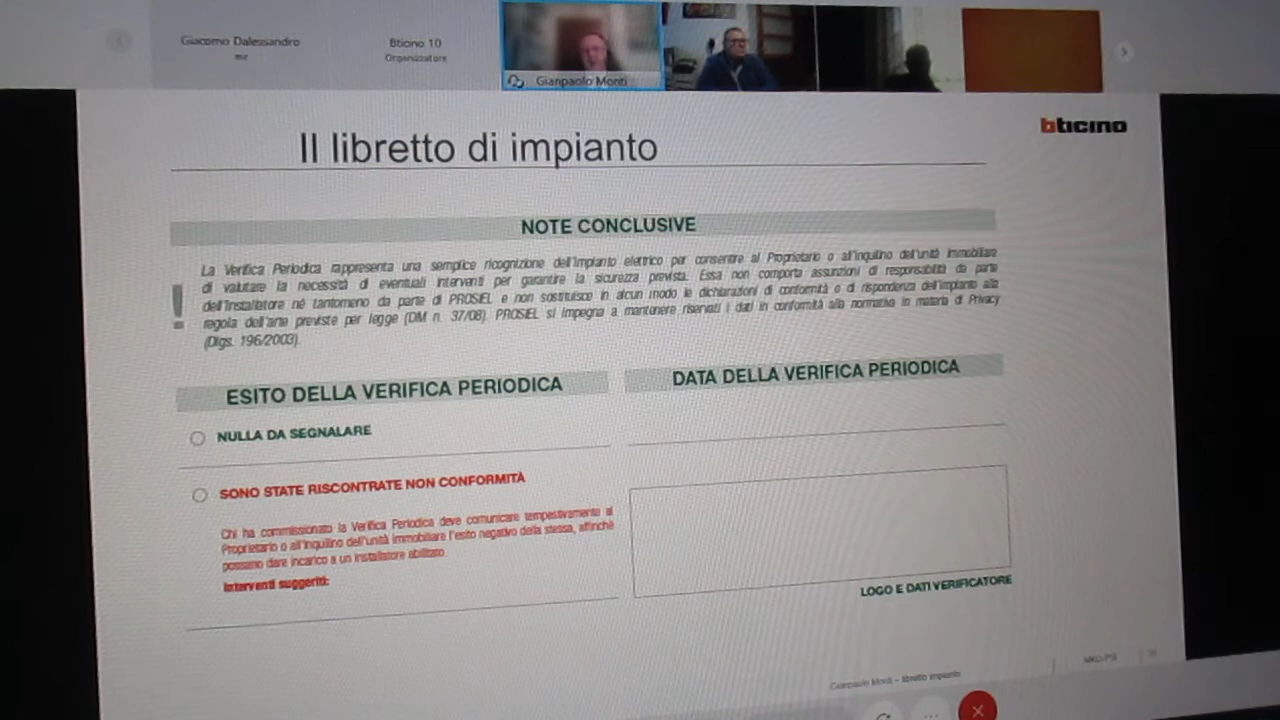 Giacomo Dalessandro
me
Bticino 10
Organizzatore
Gianpaolo Monti
bticino
Il libretto di impianto
NOTE CONCLUSIVE
La Verifica Periodica rappresenta una semplice ricognizione dell'impianto elettrico per consentire al Proprietario o all'inquilino dell'unità immobiliare
di valutare la necessità di eventuali interventi per garantire la sicurezza prevista. Essa non comporta assunzioni di responsabilità da parte
dell'Installatore né tantomeno da parte di PROSIEL e non sostituisce in alcun modo le dichiarazioni di conformità o di rispondenza dell'impianto alla
regola dell'arte previste per legge (DM n. 37/08). PROSIEL si impegna a mantenere riservati i dati in conformità alla normativa in materia di Privacy
(Dlgs. 196/2003).
!
ESITO DELLA VERIFICA PERIODICA
DATA DELLA VERIFICA PERIODICA
NULLA DA SEGNALARE
SONO STATE RISCONTRATE NON CONFORMITÀ
Chi ha commissionato la Verifica Periodica deve comunicare tempestivamente al
Proprietario o all'inquilino dell'unità immobiliare l'esito negativo della stessa, affinchè
possano dare incarico a un installatore abilitato
Interventi suggeriti:
LOGO E DATI VERIFICATORE
Gianpaolo Monti – libretto impianto